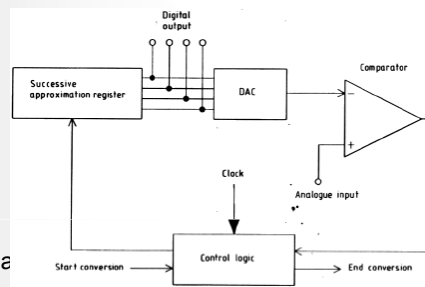 Digital
output
Comparator
Successive
approximation register
DAC
−
+
Clock
Analogue input
a
Start conversion
Control logic
End conversion